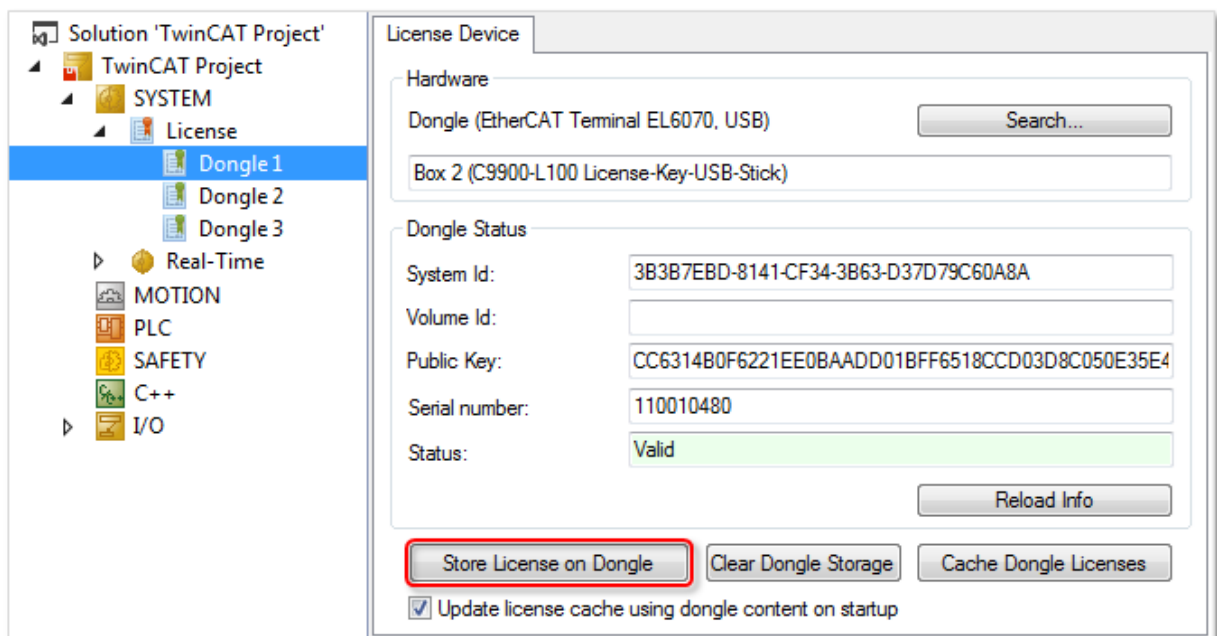 Solution 'TwinCAT Project'
TwinCAT Project
SYSTEM
License
Dongle 1
Dongle 2
Dongle 3
Real-Time
MOTION
PLC
SAFETY
C++
I/O
License Device
Hardware
Dongle (EtherCAT Terminal EL6070, USB)
Search...
Box 2 (C9900-L100 License-Key-USB-Stick)
Dongle Status
System Id: 3B3B7EBD-8141-CF34-3B63-D37D79C60A8A
Volume Id:
Public Key: CC6314B0F6221EE0BAADD01BFF6518CCD03D8C050E35E4
Serial number: 110010480
Status: Valid
Reload Info
Store License on Dongle Clear Dongle Storage Cache Dongle Licenses
Update license cache using dongle content on startup